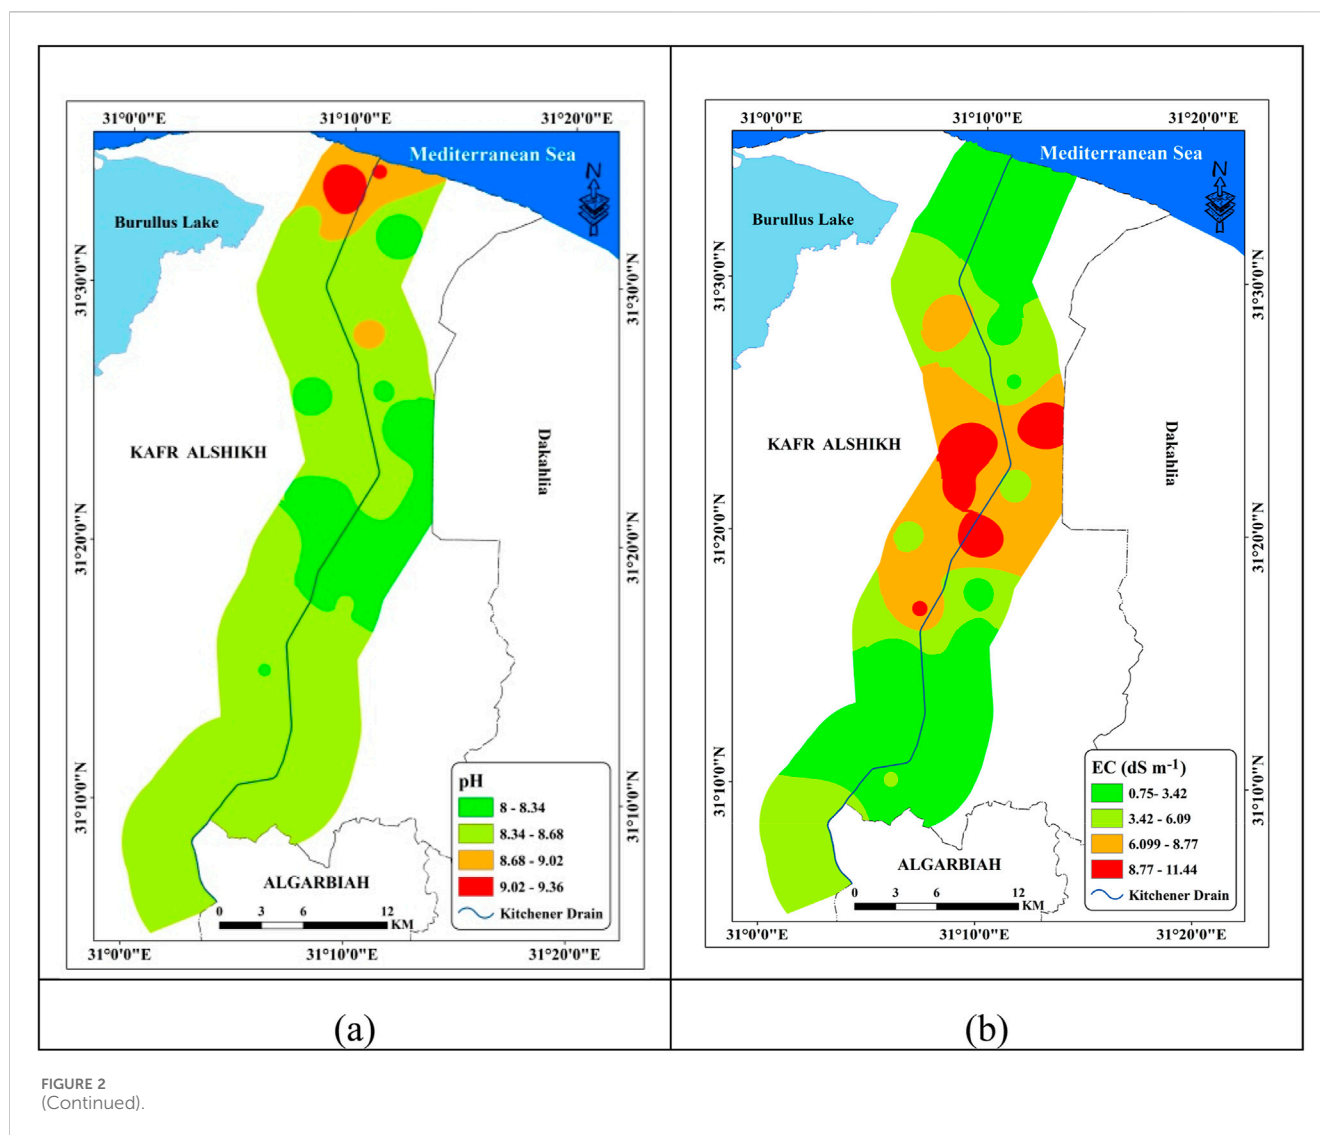 31°0'0"E 31°10'0"E 31°20'0"E
Mediterranean Sea
N
Burullus Lake
31°30'0"N
31°30'0"N
KAFR ALSHIKH
Dakahlia
31°20'0"N
31°20'0"N
31°10'0"N
31°10'0"N
pH
8 - 8.34
8.34 - 8.68
8.68 - 9.02
9.02 - 9.36
Kitchener Drain
ALGARBIAH
0 3 6 12
KM
31°0'0"E 31°10'0"E 31°20'0"E
(a)
31°0'0"E 31°10'0"E 31°20'0"E
Mediterranean Sea
N
Burullus Lake
31°30'0"N
31°30'0"N
KAFR ALSHIKH
Dakahlia
31°20'0"N
31°20'0"N
31°10'0"N
31°10'0"N
EC (dS m-1)
0.75- 3.42
3.42 - 6.09
6.099 - 8.77
8.77 - 11.44
Kitchener Drain
ALGARBIAH
0 3 6 12
KM
31°0'0"E 31°10'0"E 31°20'0"E
(b)
FIGURE 2
(Continued).